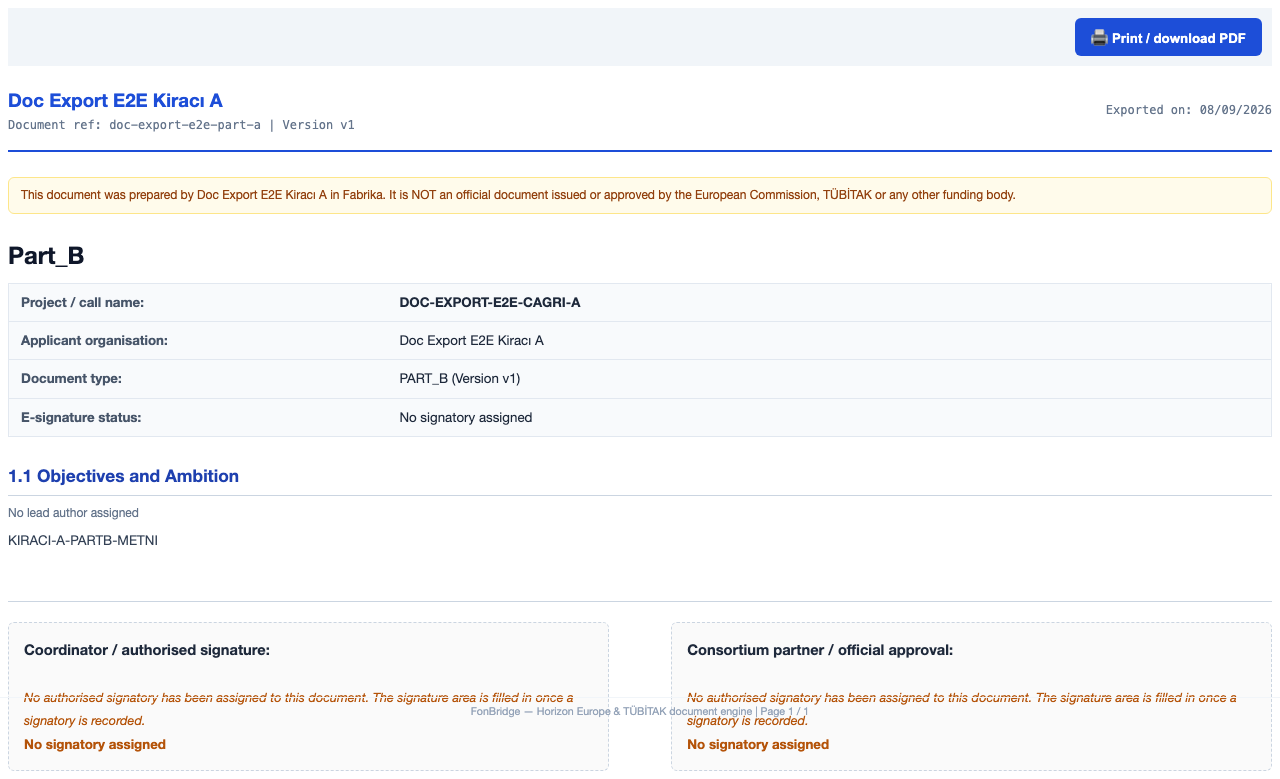 🖨️ Print / download PDF
Doc Export E2E Kiracı A
Document ref: doc-export-e2e-part-a | Version v1
Exported on: 08/09/2026
This document was prepared by Doc Export E2E Kiracı A in Fabrika. It is NOT an official document issued or approved by the European Commission, TÜBİTAK or any other funding body.
Part_B
Project / call name: DOC-EXPORT-E2E-CAGRI-A
Applicant organisation: Doc Export E2E Kiracı A
Document type: PART_B (Version v1)
E-signature status: No signatory assigned
1.1 Objectives and Ambition
No lead author assigned
KIRACI-A-PARTB-METNI
Coordinator / authorised signature:
No authorised signatory has been assigned to this document. The signature area is filled in once a
signatory is recorded.
No signatory assigned
Consortium partner / official approval:
No authorised signatory has been assigned to this document. The signature area is filled in once a
signatory is recorded.
No signatory assigned
FonBridge — Horizon Europe & TÜBİTAK document engine | Page 1 / 1